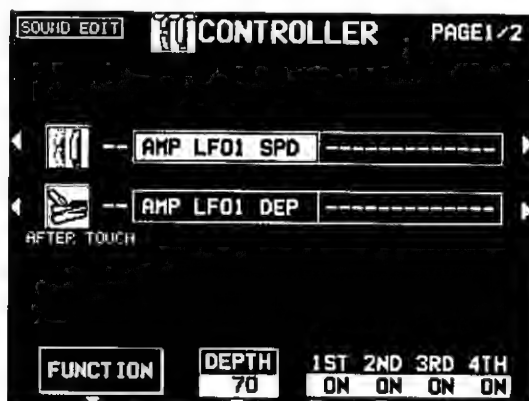 SOUND EDIT CONTROLLER PAGE1/2
-- AMP LFO1 SPD -------------
-- AMP LFO1 DEP -------------
AFTER TOUCH
FUNCTION DEPTH 1ST 2ND 3RD 4TH
70 ON ON ON ON